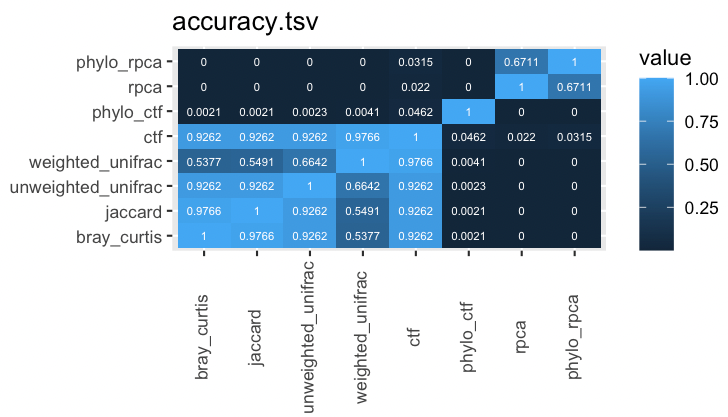 accuracy.tsv
phylo_rpca 0 0 0 0 0.0315 0 0.6711 1
rpca 0 0 0 0 0.022 0 1 0.6711
phylo_ctf 0.0021 0.0021 0.0023 0.0041 0.0462 1 0 0
ctf 0.9262 0.9262 0.9262 0.9766 1 0.0462 0.022 0.0315
weighted_unifrac 0.5377 0.5491 0.6642 1 0.9766 0.0041 0 0
unweighted_unifrac 0.9262 0.9262 1 0.6642 0.9262 0.0023 0 0
jaccard 0.9766 1 0.9262 0.5491 0.9262 0.0021 0 0
bray_curtis 1 0.9766 0.9262 0.5377 0.9262 0.0021 0 0
bray_curtis
jaccard
unweighted_unifrac
weighted_unifrac
ctf
phylo_ctf
rpca
phylo_rpca
value
1.00
0.75
0.50
0.25